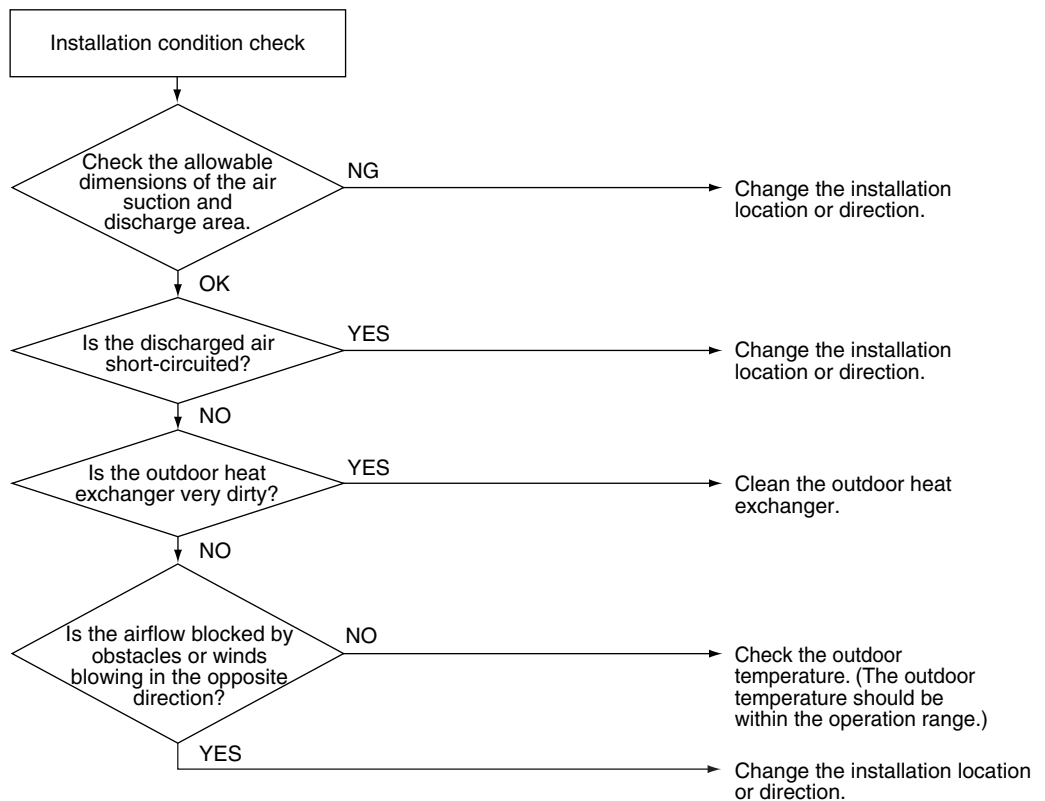 Installation condition check
Check the allowable
dimensions of the air
suction and
discharge area.
NG
Change the installation
location or direction.
OK
Is the discharged air
short-circuited?
YES
Change the installation
location or direction.
NO
Is the outdoor heat
exchanger very dirty?
YES
Clean the outdoor heat
exchanger.
NO
Is the airflow blocked by
obstacles or winds
blowing in the opposite
direction?
NO
Check the outdoor
temperature. (The outdoor
temperature should be
within the operation range.)
YES
Change the installation location
or direction.